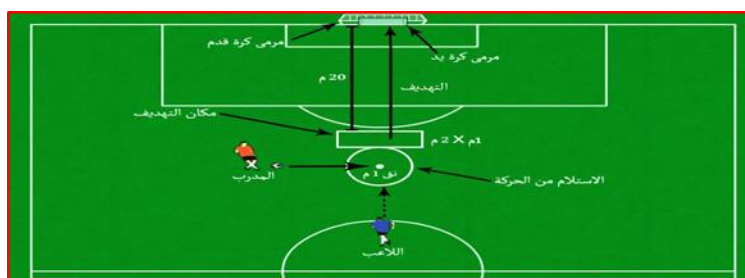 مرمى كرة قدم
مرمى كرة يد
20 م
التهديف
مكان التهديف
1م X 2 م
المدرب
نق 1 م
الاستلام من الحركة
اللاعب